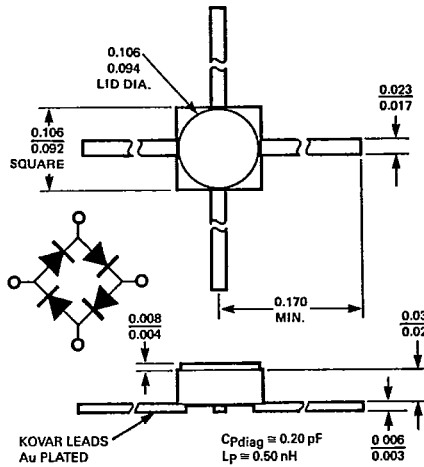 0.106
0.094
LID DIA.
0.023
0.017
0.106
0.092
SQUARE
0.170
MIN.
0.008
0.004
KOVAR LEADS
Au PLATED
CPdiag ≅ 0.20 pF
LP ≅ 0.50 nH
0.006
0.003